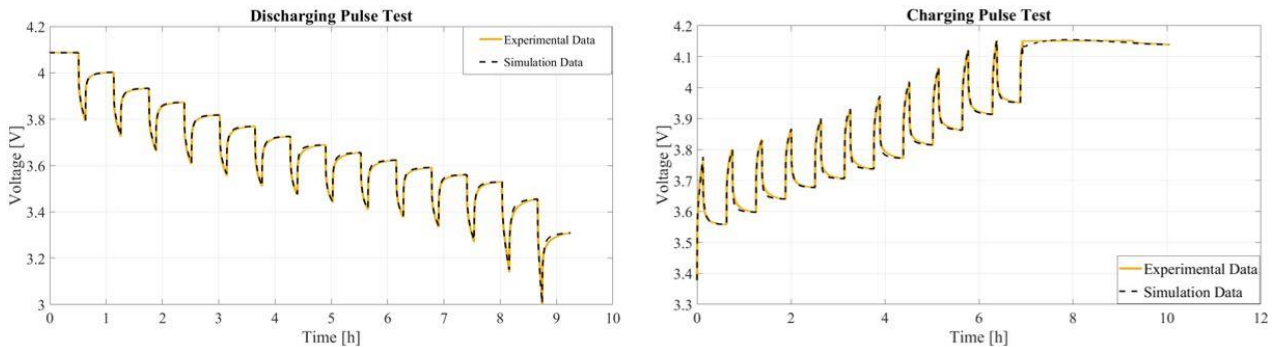 Discharging Pulse Test
Voltage [V]
4.2
4
3.8
3.6
3.4
3.2
3
Experimental Data
Simulation Data
0 1 2 3 4 5 6 7 8 9 10
Time [h]
Charging Pulse Test
Voltage [V]
4.2
4.1
4
3.9
3.8
3.7
3.6
3.5
3.4
3.3
Experimental Data
Simulation Data
0 2 4 6 8 10 12
Time [h]